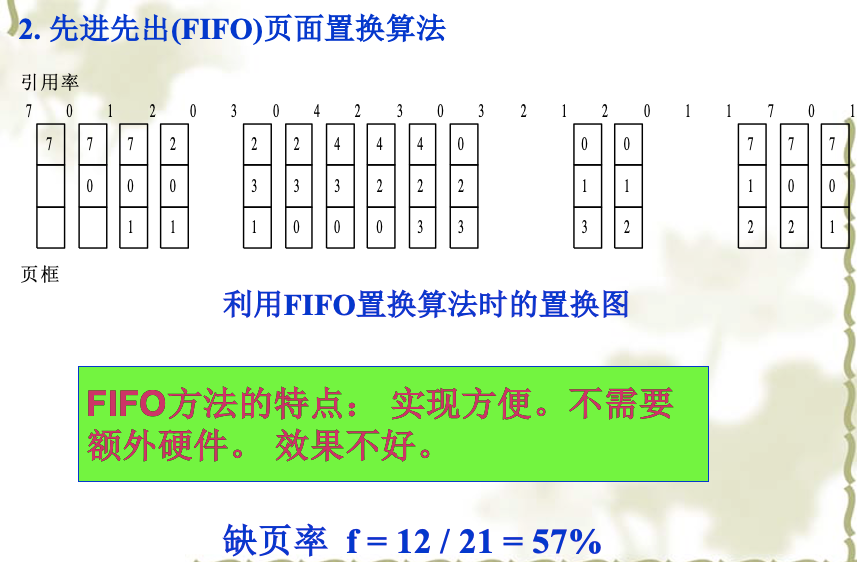 2. 先进先出(FIFO)页面置换算法
引用率
7 0 1 2 0 3 0 4 2 3 0 3 2 1 2 0 1 1 7 0 1
7 7 7 2 2 2 4 4 4 0 0 0 7 7 7
0 0 0 3 3 3 2 2 2 1 1 1 0 0
1 1 1 0 0 0 3 3 3 2 2 2 1
页框
利用FIFO置换算法时的置换图
FIFO方法的特点： 实现方便。不需要
额外硬件。 效果不好。
缺页率 f = 12 / 21 = 57%